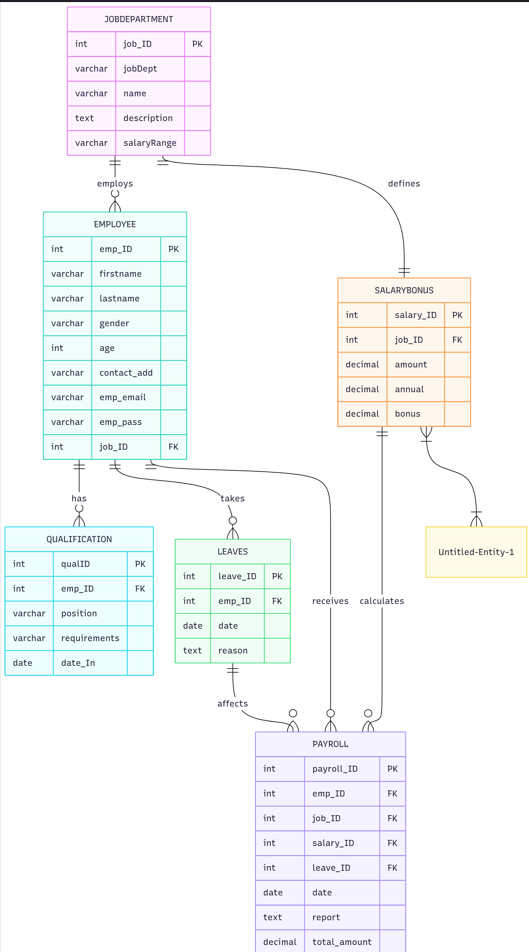 JOBDEPARTMENT
int job_ID PK
varchar jobDept
varchar name
text description
varchar salaryRange
employs
defines
EMPLOYEE
int emp_ID PK
varchar firstname
varchar lastname
varchar gender
int age
varchar contact_add
varchar emp_email
varchar emp_pass
int job_ID FK
SALARYBONUS
int salary_ID PK
int job_ID FK
decimal amount
decimal annual
decimal bonus
has
takes
QUALIFICATION
int qualID PK
int emp_ID FK
varchar position
varchar requirements
date date_In
LEAVES
int leave_ID PK
int emp_ID FK
date date
text reason
Untitled-Entity-1
receives
calculates
affects
PAYROLL
int payroll_ID PK
int emp_ID FK
int job_ID FK
int salary_ID FK
int leave_ID FK
date date
text report
decimal total_amount